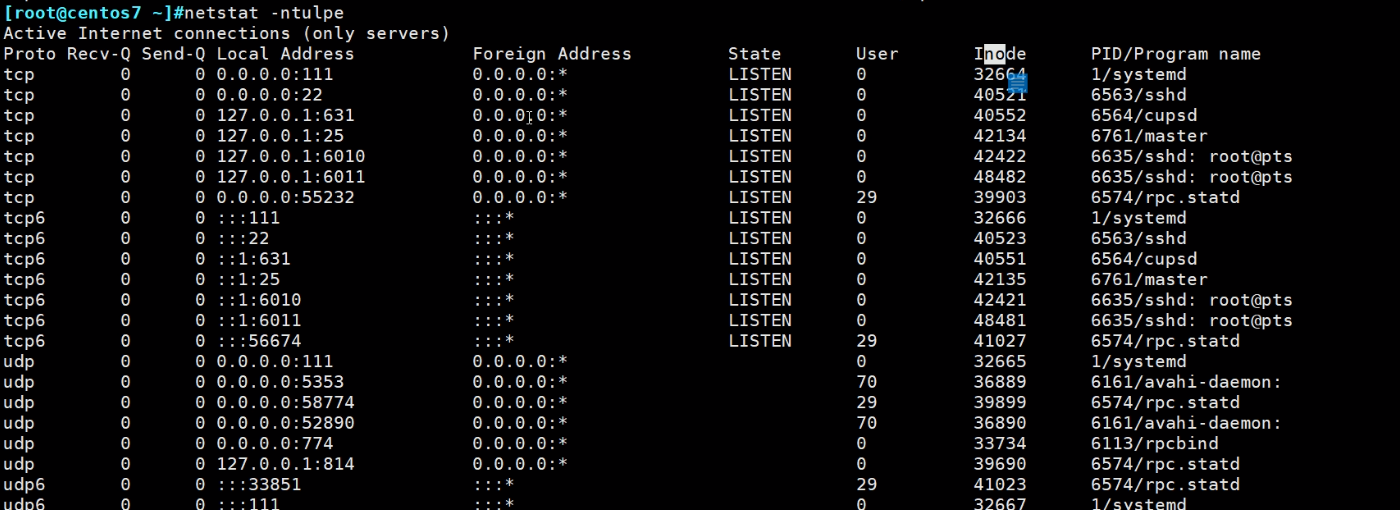 [root@centos7 ~]#netstat -ntulpe
Active Internet connections (only servers)
Proto Recv-Q Send-Q Local Address           Foreign Address         State       User       Inode      PID/Program name
tcp        0      0 0.0.0.0:111             0.0.0.0:*               LISTEN      0          32664      1/systemd
tcp        0      0 0.0.0.0:22              0.0.0.0:*               LISTEN      0          40521      6563/sshd
tcp        0      0 127.0.0.1:631           0.0.0.0:*               LISTEN      0          40552      6564/cupsd
tcp        0      0 127.0.0.1:25            0.0.0.0:*               LISTEN      0          42134      6761/master
tcp        0      0 127.0.0.1:6010          0.0.0.0:*               LISTEN      0          42422      6635/sshd: root@pts
tcp        0      0 127.0.0.1:6011          0.0.0.0:*               LISTEN      0          48482      6635/sshd: root@pts
tcp        0      0 0.0.0.0:55232           0.0.0.0:*               LISTEN      29         39903      6574/rpc.statd
tcp6       0      0 :::111                  :::*                    LISTEN      0          32666      1/systemd
tcp6       0      0 :::22                   :::*                    LISTEN      0          40523      6563/sshd
tcp6       0      0 ::1:631                 :::*                    LISTEN      0          40551      6564/cupsd
tcp6       0      0 ::1:25                  :::*                    LISTEN      0          42135      6761/master
tcp6       0      0 ::1:6010                :::*                    LISTEN      0          42421      6635/sshd: root@pts
tcp6       0      0 ::1:6011                :::*                    LISTEN      0          48481      6635/sshd: root@pts
tcp6       0      0 :::56674                :::*                    LISTEN      29         41027      6574/rpc.statd
udp        0      0 0.0.0.0:111             0.0.0.0:*                           0          32665      1/systemd
udp        0      0 0.0.0.0:5353            0.0.0.0:*                           70         36889      6161/avahi-daemon:
udp        0      0 0.0.0.0:58774           0.0.0.0:*                           29         39899      6574/rpc.statd
udp        0      0 0.0.0.0:52890           0.0.0.0:*                           70         36890      6161/avahi-daemon:
udp        0      0 0.0.0.0:774             0.0.0.0:*                           0          33734      6113/rpcbind
udp        0      0 127.0.0.1:814           0.0.0.0:*                           0          39690      6574/rpc.statd
udp6       0      0 :::33851                :::*                                29         41023      6574/rpc.statd
udp6       0      0 :::111                  :::*                                0          32667      1/systemd